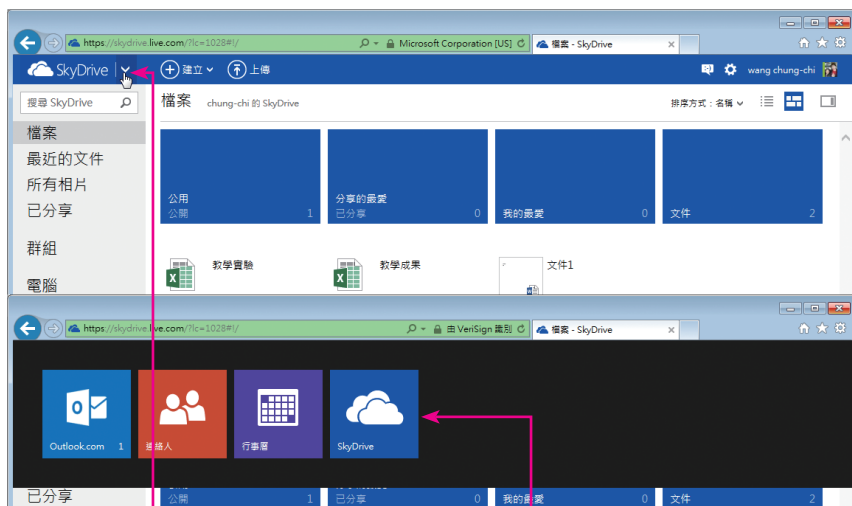 https://skydrive.live.com/?lc=1028#!/
Microsoft Corporation [US]
檔案 - SkyDrive
SkyDrive
建立
上傳
wang chung-chi
搜尋 SkyDrive
檔案 chung-chi 的 SkyDrive
排序方式：名稱
檔案
最近的文件
所有相片
已分享
群組
電腦
公用
公開 1
分享的最愛
已分享 0
我的最愛 0
文件 2
教學實驗
教學成果
文件1
https://skydrive.live.com/?lc=1028#!/
由 VeriSign 識別
檔案 - SkyDrive
Outlook.com 1
連絡人
行事曆
SkyDrive
已分享
公開 1
已分享 0
我的最愛 0
文件 2